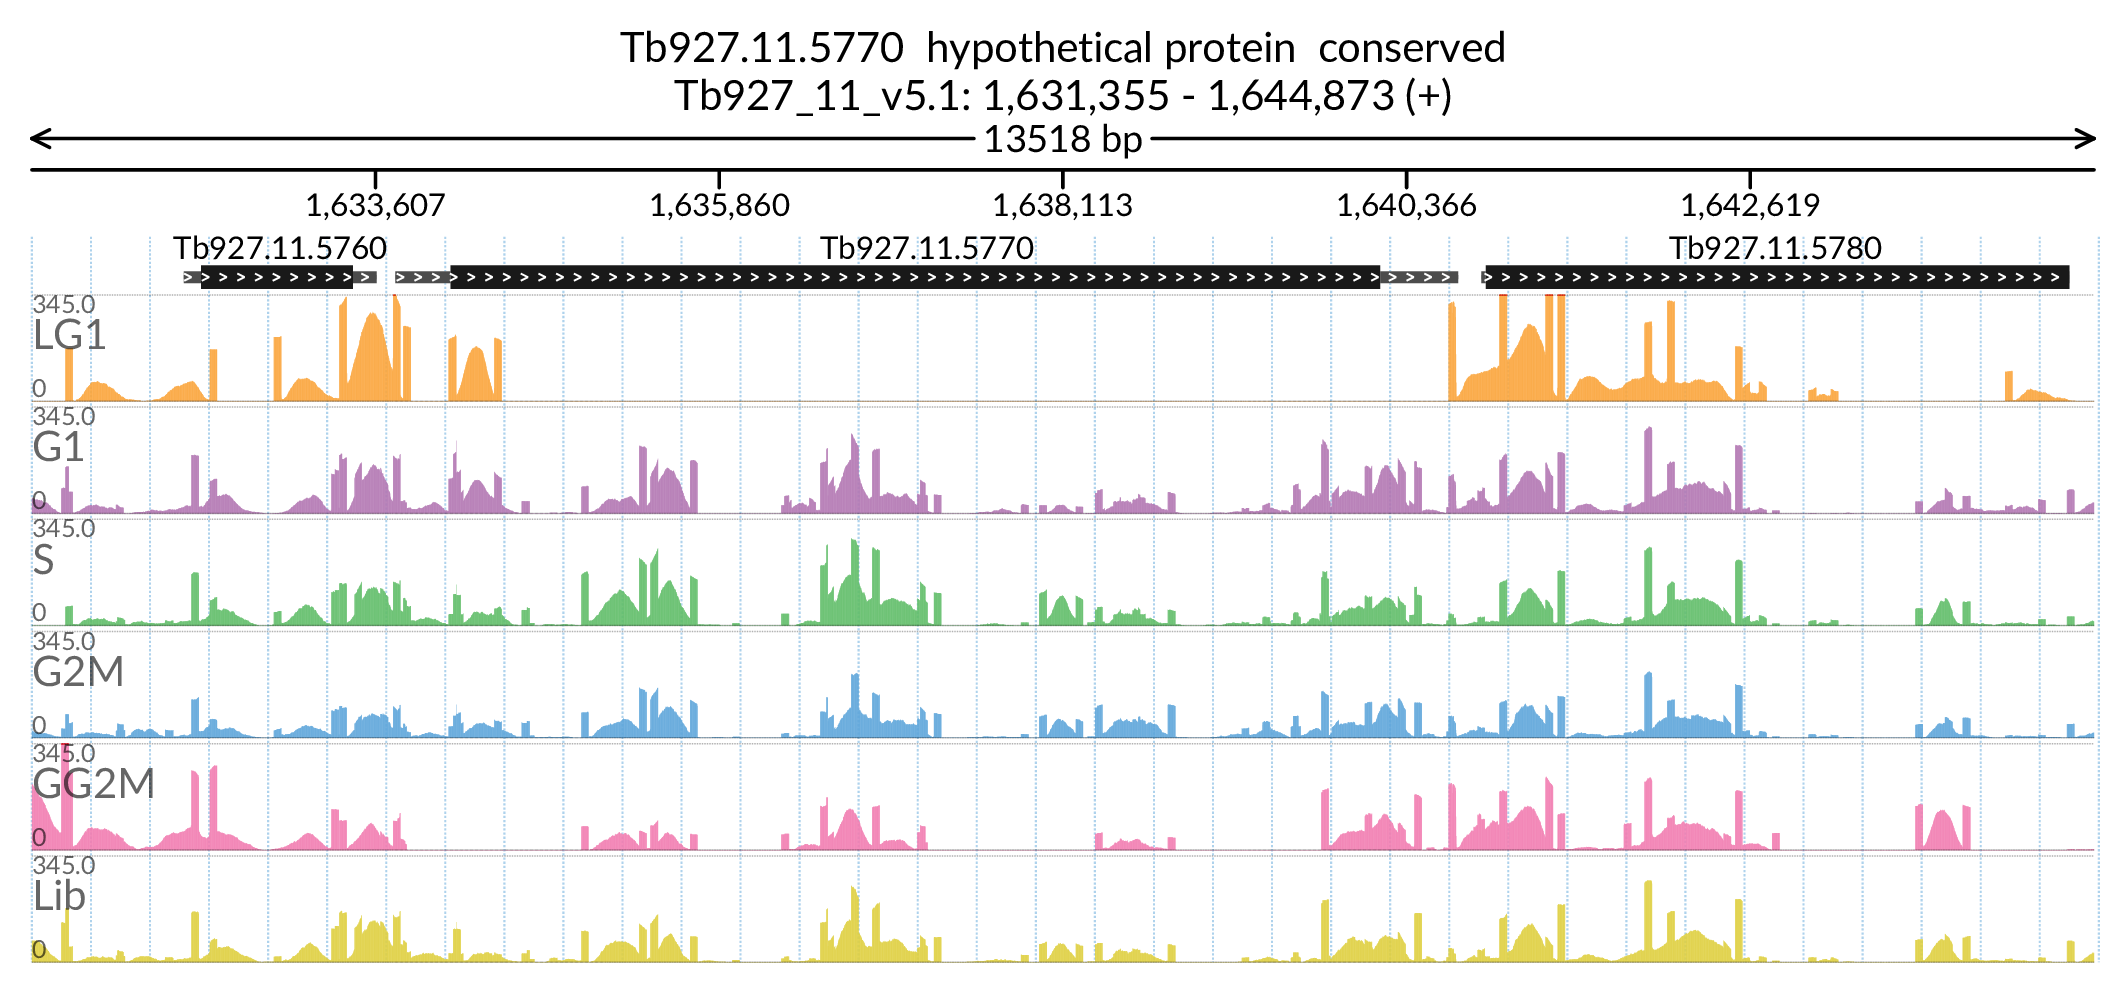 Tb927.11.5770 hypothetical protein conserved
Tb927_11_v5.1: 1,631,355 - 1,644,873 (+)
13518 bp
1,633,607 1,635,860 1,638,113 1,640,366 1,642,619
Tb927.11.5760 Tb927.11.5770 Tb927.11.5780
345.0
LG1
0
345.0
G1
0
345.0
S
0
345.0
G2M
0
345.0
GG2M
0
345.0
Lib
0